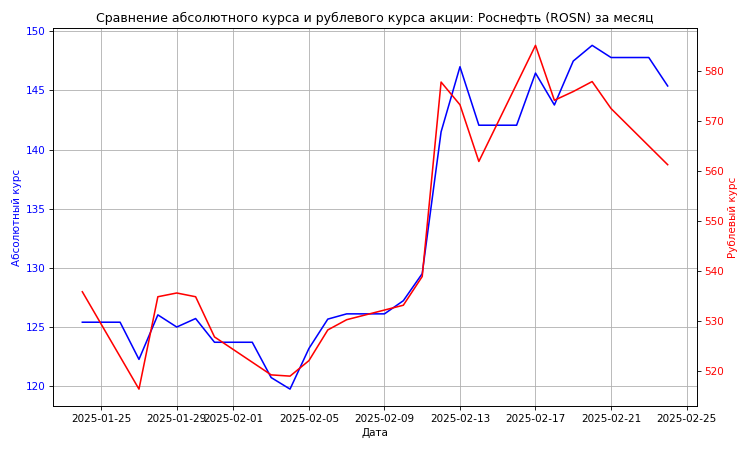 Сравнение абсолютного курса и рублевого курса акции: Роснефть (ROSN) за месяц
150
145
140
135
130
125
120
Абсолютный курс
580
570
560
550
540
530
520
Рублевый курс
2025-01-25 2025-01-29 2025-02-01 2025-02-05 2025-02-09 2025-02-13 2025-02-17 2025-02-21 2025-02-25
Дата